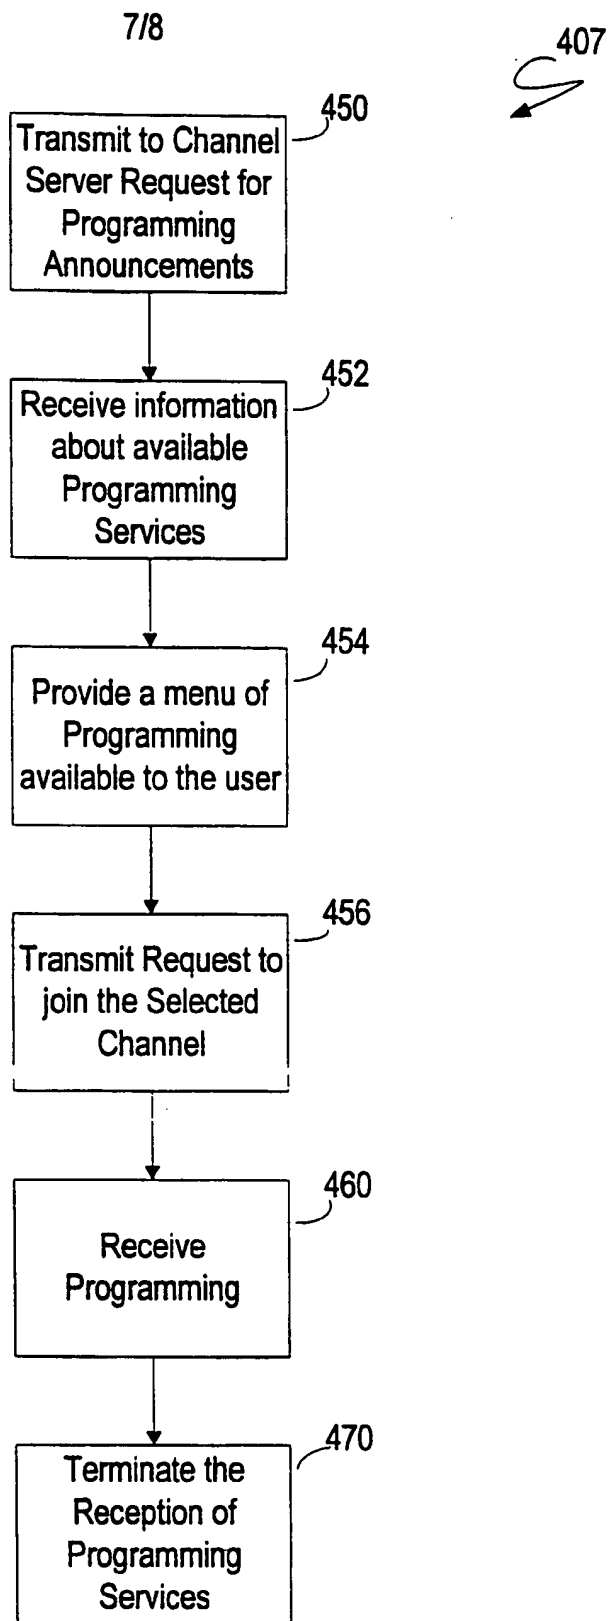 7/8
407
450
Transmit to Channel
Server Request for
Programming
Announcements
452
Receive information
about available
Programming
Services
454
Provide a menu of
Programming
available to the user
456
Transmit Request to
join the Selected
Channel
460
Receive
Programming
470
Terminate the
Reception of
Programming
Services